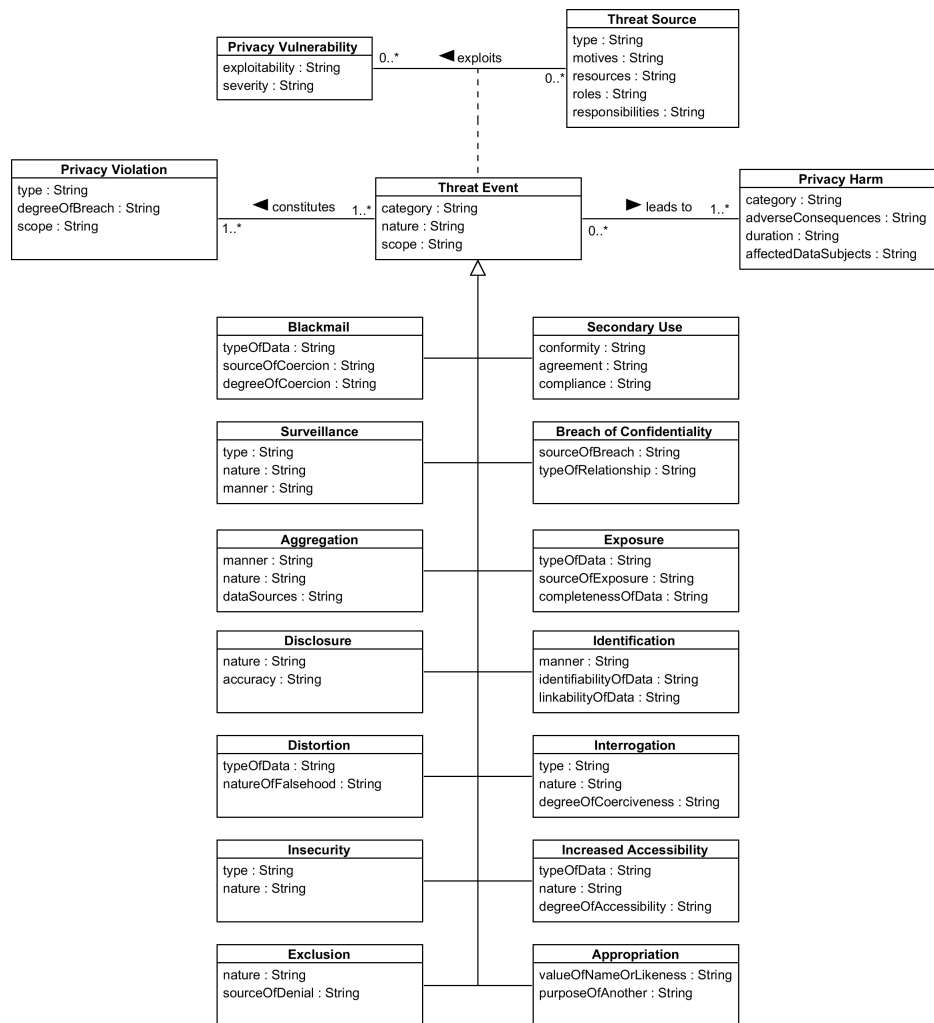 Threat Source
type : String
motives : String
resources : String
roles : String
responsibilities : String
Privacy Vulnerability
exploitability : String
severity : String
0..*
◄ exploits
0..*
Privacy Violation
type : String
degreeOfBreach : String
scope : String
◄ constitutes
1..*
1..*
Threat Event
category : String
nature : String
scope : String
► leads to
1..*
0..*
Privacy Harm
category : String
adverseConsequences : String
duration : String
affectedDataSubjects : String
Blackmail
typeOfData : String
sourceOfCoercion : String
degreeOfCoercion : String
Secondary Use
conformity : String
agreement : String
compliance : String
Surveillance
type : String
nature : String
manner : String
Breach of Confidentiality
sourceOfBreach : String
typeOfRelationship : String
Aggregation
manner : String
nature : String
dataSources : String
Exposure
typeOfData : String
sourceOfExposure : String
completenessOfData : String
Disclosure
nature : String
accuracy : String
Identification
manner : String
identifiabilityOfData : String
linkabilityOfData : String
Distortion
typeOfData : String
natureOfFalsehood : String
Interrogation
type : String
nature : String
degreeOfCoerciveness : String
Insecurity
type : String
nature : String
Increased Accessibility
typeOfData : String
nature : String
degreeOfAccessibility : String
Exclusion
nature : String
sourceOfDenial : String
Appropriation
valueOfNameOrLikeness : String
purposeOfAnother : String